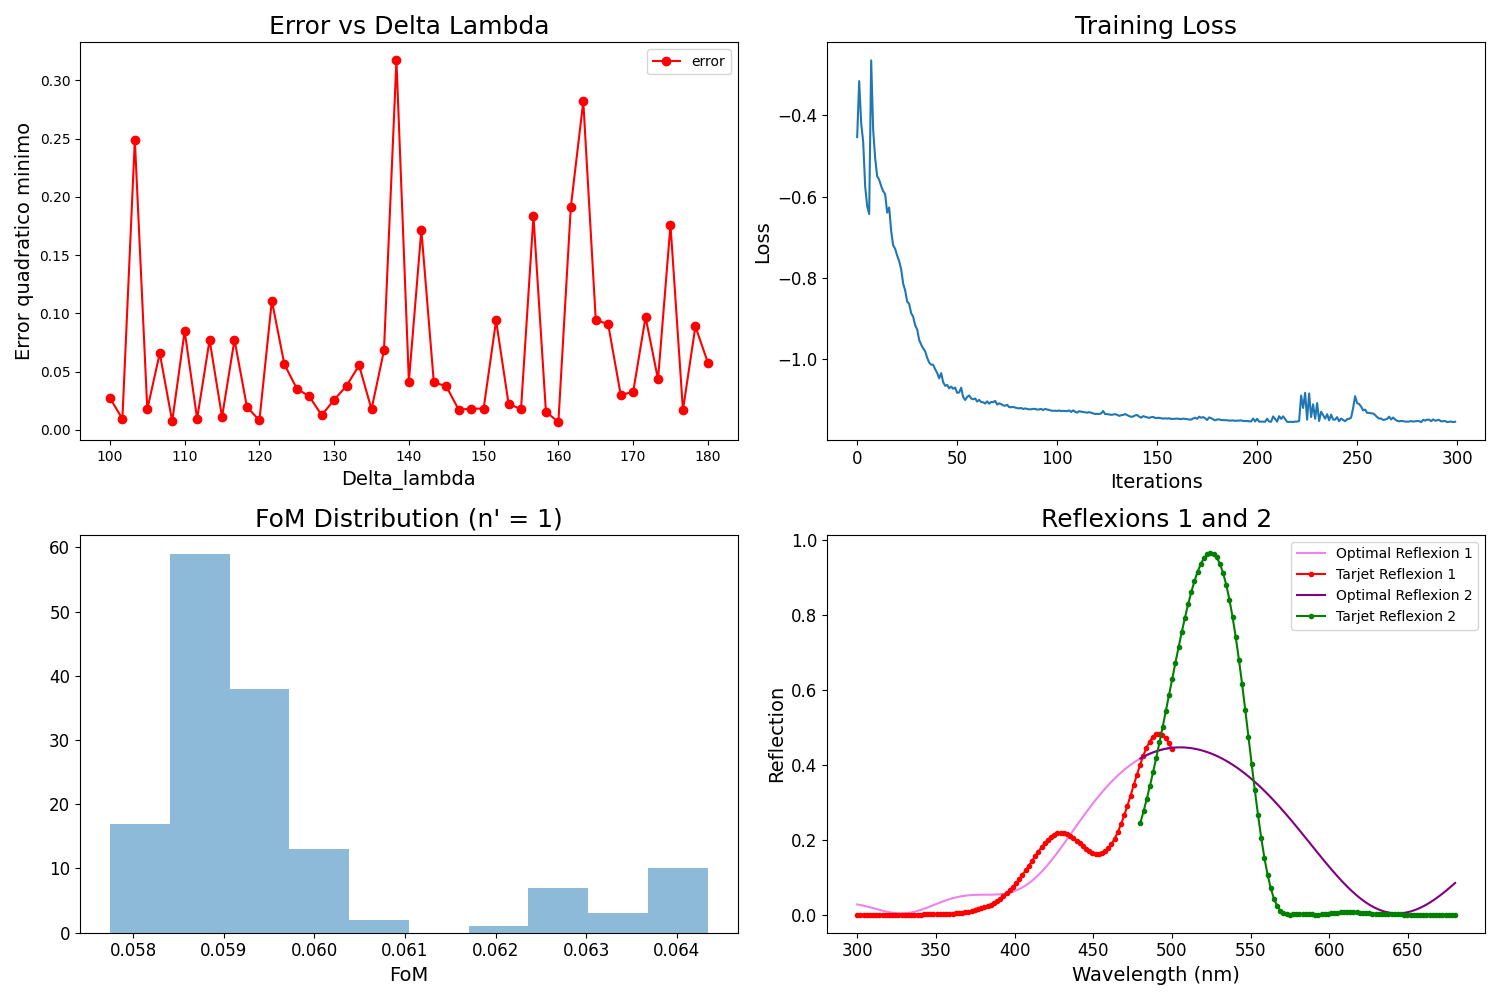 Error vs Delta Lambda
error
0.30
0.25
0.20
0.15
0.10
0.05
0.00
Error quadratico minimo
100 110 120 130 140 150 160 170 180
Delta_lambda
Training Loss
−0.4
−0.6
−0.8
−1.0
Loss
0 50 100 150 200 250 300
Iterations
FoM Distribution (n' = 1)
60
50
40
30
20
10
0
0.058 0.059 0.060 0.061 0.062 0.063 0.064
FoM
Reflexions 1 and 2
Optimal Reflexion 1
Tarjet Reflexion 1
Optimal Reflexion 2
Tarjet Reflexion 2
1.0
0.8
0.6
0.4
0.2
0.0
Reflection
300 350 400 450 500 550 600 650
Wavelength (nm)